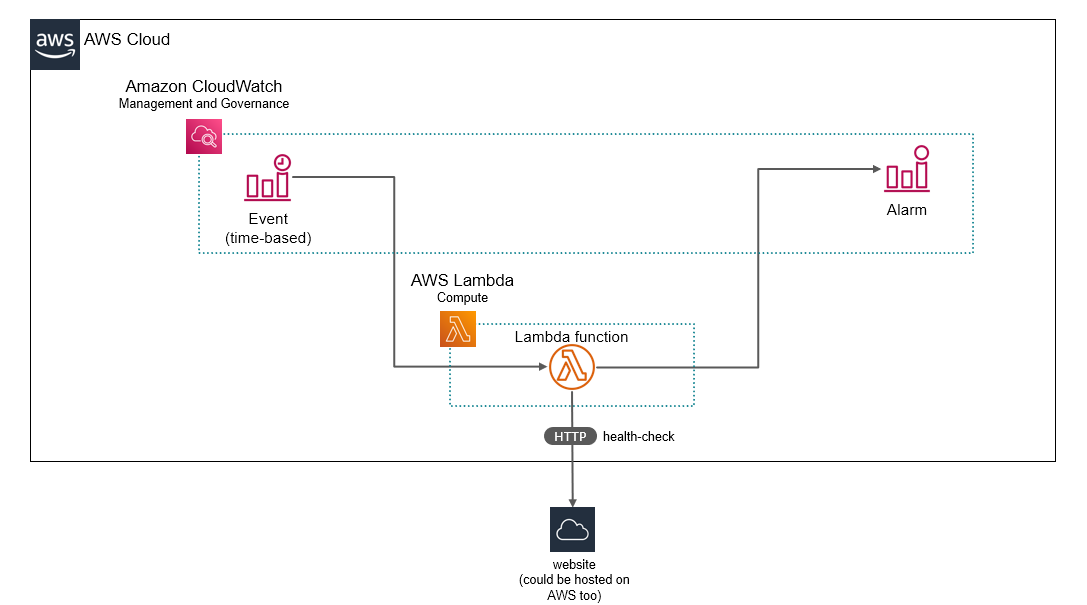 aws
AWS Cloud
Amazon CloudWatch
Management and Governance
Event
(time-based)
Alarm
AWS Lambda
Compute
Lambda function
HTTP
health-check
website
(could be hosted on
AWS too)